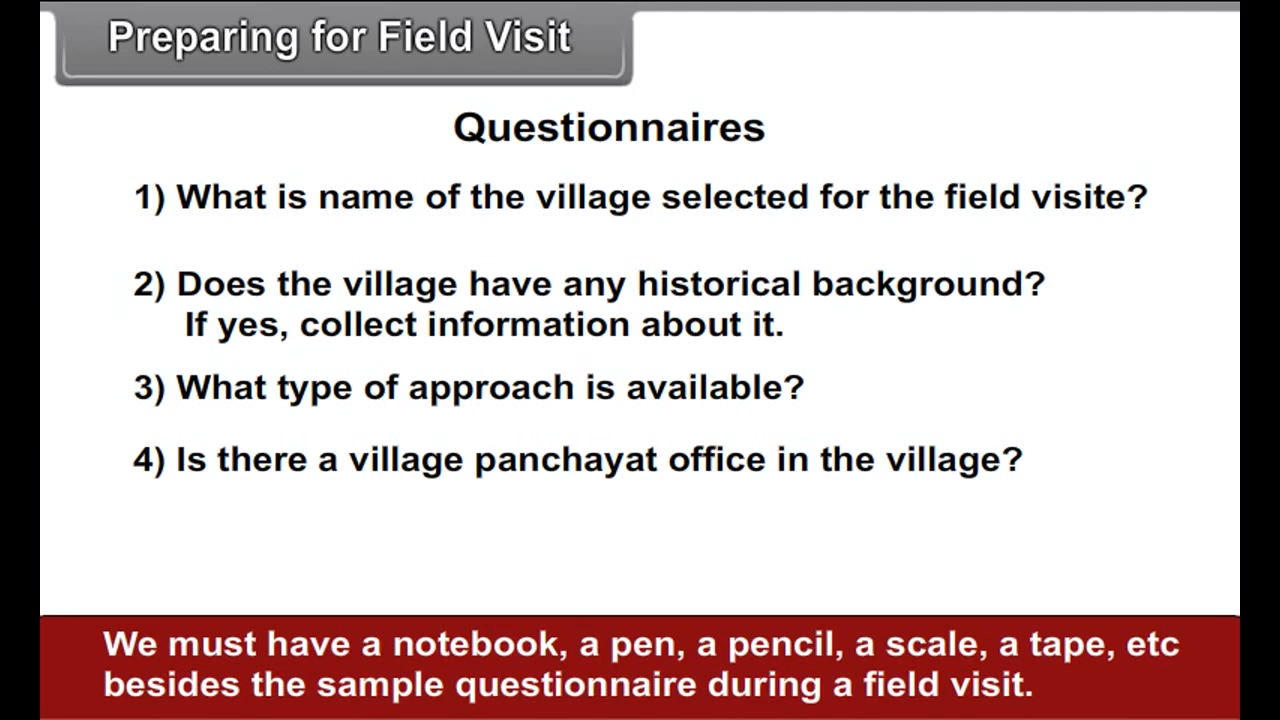 Preparing for Field Visit
Questionnaires
1) What is name of the village selected for the field visite?
2) Does the village have any historical background?
If yes, collect information about it.
3) What type of approach is available?
4) Is there a village panchayat office in the village?
We must have a notebook, a pen, a pencil, a scale, a tape, etc
besides the sample questionnaire during a field visit.